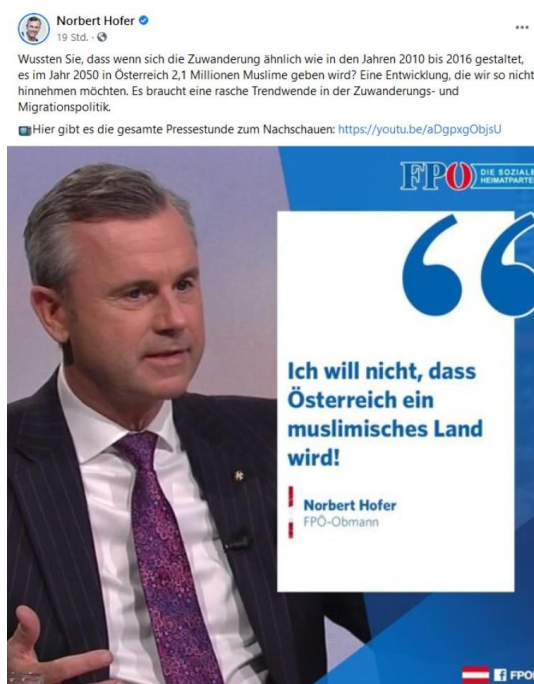 Norbert Hofer
19 Std.
Wussten Sie, dass wenn sich die Zuwanderung ähnlich wie in den Jahren 2010 bis 2016 gestaltet,
es im Jahr 2050 in Österreich 2,1 Millionen Muslime geben wird? Eine Entwicklung, die wir so nicht
hinnehmen möchten. Es braucht eine rasche Trendwende in der Zuwanderungs- und
Migrationspolitik.
Hier gibt es die gesamte Pressestunde zum Nachschauen: https://youtu.be/aDgpxgObjsU
FPÖ DIE SOZIALE
HEIMATPARTEI
“
Ich will nicht, dass
Österreich ein
muslimisches Land
wird!
Norbert Hofer
FPÖ-Obmann
FPOE